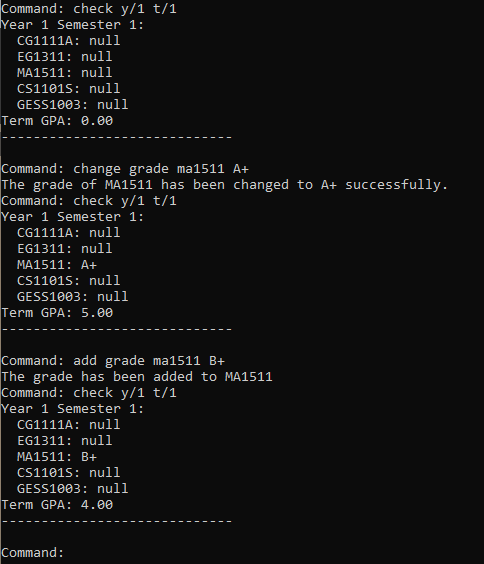 Command: check y/1 t/1
Year 1 Semester 1:
  CG1111A: null
  EG1311: null
  MA1511: null
  CS1101S: null
  GESS1003: null
Term GPA: 0.00
-----------------------------

Command: change grade ma1511 A+
The grade of MA1511 has been changed to A+ successfully.
Command: check y/1 t/1
Year 1 Semester 1:
  CG1111A: null
  EG1311: null
  MA1511: A+
  CS1101S: null
  GESS1003: null
Term GPA: 5.00
-----------------------------

Command: add grade ma1511 B+
The grade has been added to MA1511
Command: check y/1 t/1
Year 1 Semester 1:
  CG1111A: null
  EG1311: null
  MA1511: B+
  CS1101S: null
  GESS1003: null
Term GPA: 4.00
-----------------------------

Command: